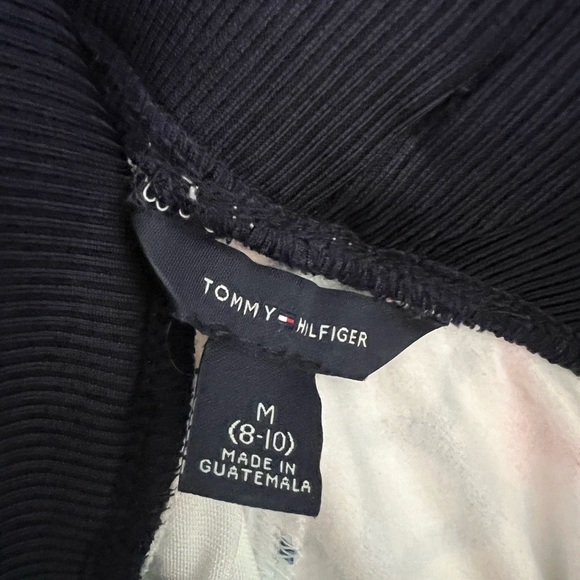 TOMMY HILFIGER
M
(8-10)
MADE IN
GUATEMALA